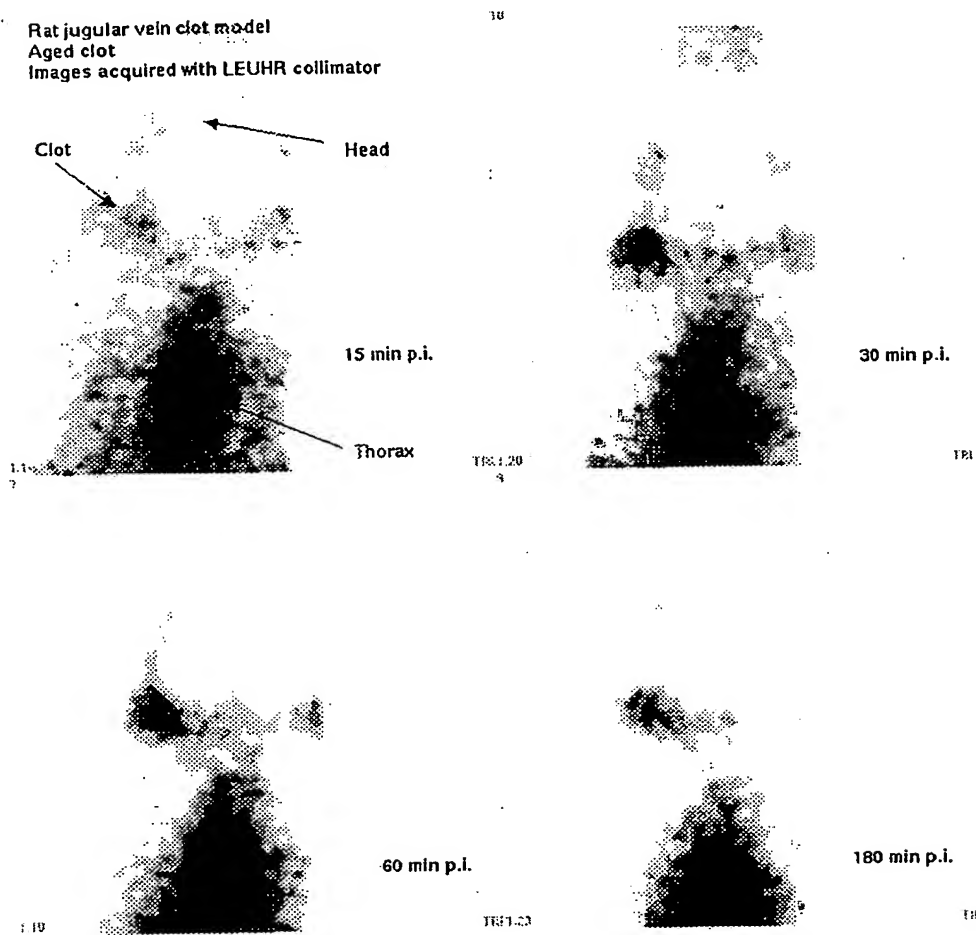 Rat jugular vein clot model
Aged clot
Images acquired with LEUHR collimator
Clot
Head
15 min p.i.
Thorax
30 min p.i.
60 min p.i.
180 min p.i.